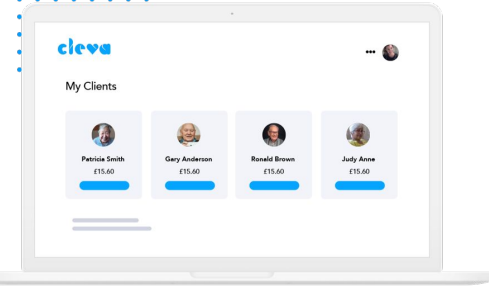 cleva
My Clients
Patricia Smith
£15.60
Gary Anderson
£15.60
Ronald Brown
£15.60
Judy Anne
£15.60